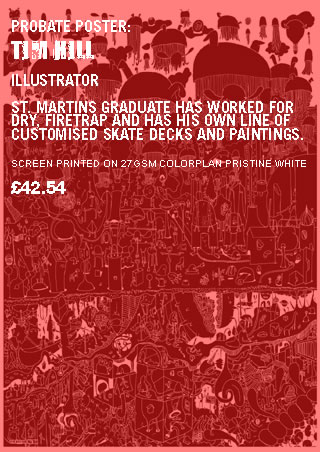 PROBATE POSTER:
TIM HILL
ILLUSTRATOR
ST. MARTINS GRADUATE HAS WORKED FOR
DRY, FIRETRAP AND HAS HIS OWN LINE OF
CUSTOMISED SKATE DECKS AND PAINTINGS.
SCREEN PRINTED ON 27GSM COLORPLAN PRISTINE WHITE
£42.54